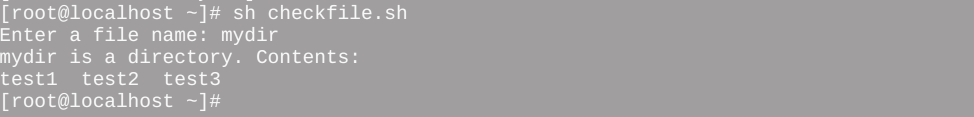 [root@localhost ~]# sh checkfile.sh
Enter a file name: mydir
mydir is a directory. Contents:
test1  test2  test3
[root@localhost ~]#